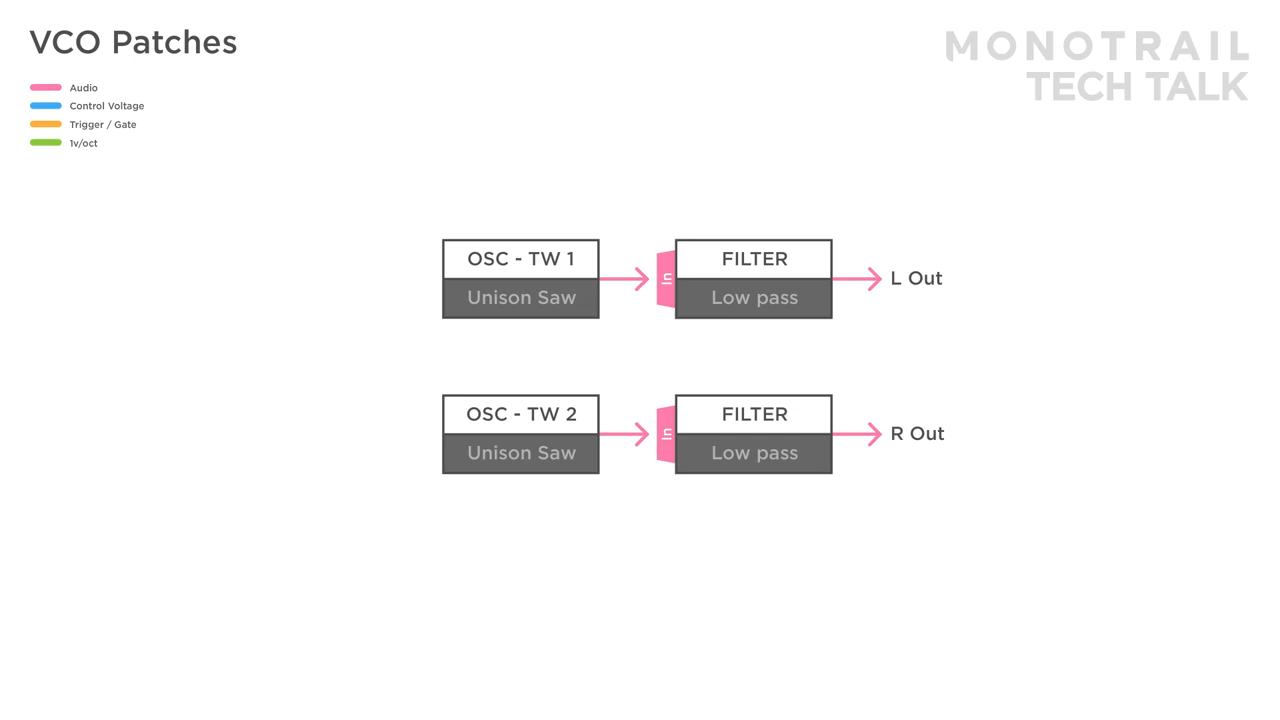 VCO Patches
MONOTRAIL
TECH TALK
Audio
Control Voltage
Trigger / Gate
1v/oct
OSC - TW 1
Unison Saw
In
FILTER
Low pass
L Out
OSC - TW 2
Unison Saw
In
FILTER
Low pass
R Out